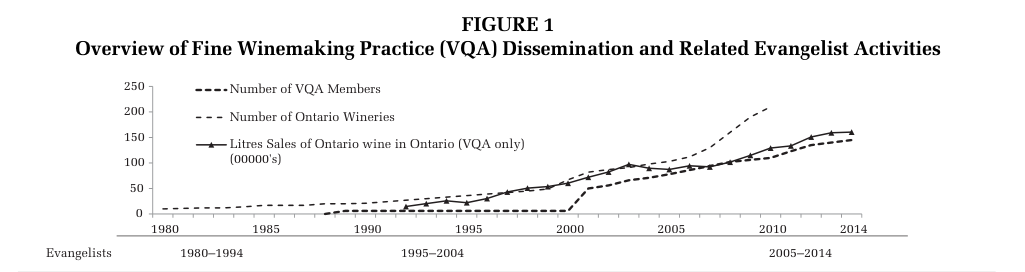 FIGURE 1
Overview of Fine Winemaking Practice (VQA) Dissemination and Related Evangelist Activities
250
200
150
100
50
0
Number of VQA Members
Number of Ontario Wineries
Litres Sales of Ontario wine in Ontario (VQA only)
(00000's)
1980 1985 1990 1995 2000 2005 2010 2014
Evangelists 1980–1994 1995–2004 2005–2014